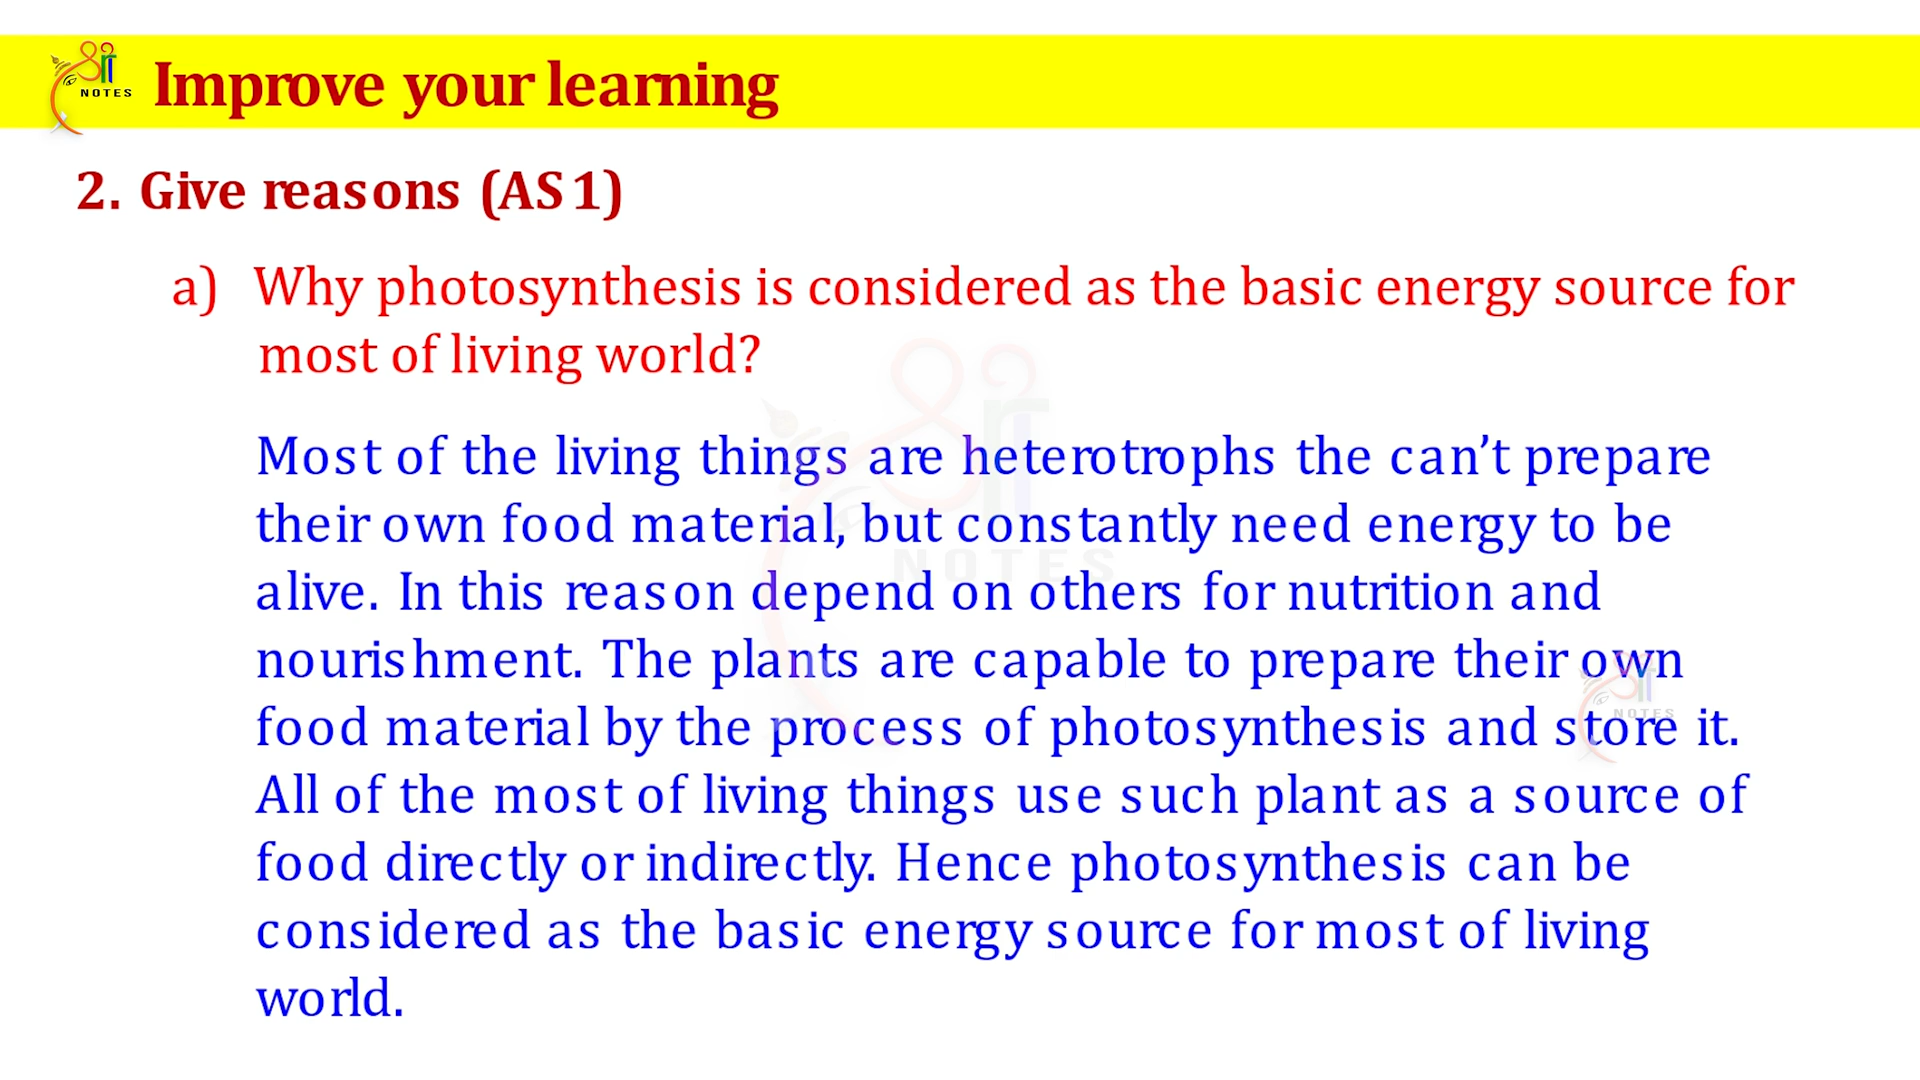 NOTES
Improve your learning
2. Give reasons (AS1)
a) Why photosynthesis is considered as the basic energy source for
most of living world?
Most of the living things are heterotrophs the can’t prepare
their own food material, but constantly need energy to be
alive. In this reason depend on others for nutrition and
nourishment. The plants are capable to prepare their own
food material by the process of photosynthesis and store it.
All of the most of living things use such plant as a source of
food directly or indirectly. Hence photosynthesis can be
considered as the basic energy source for most of living
world.
NOTES
NOTES